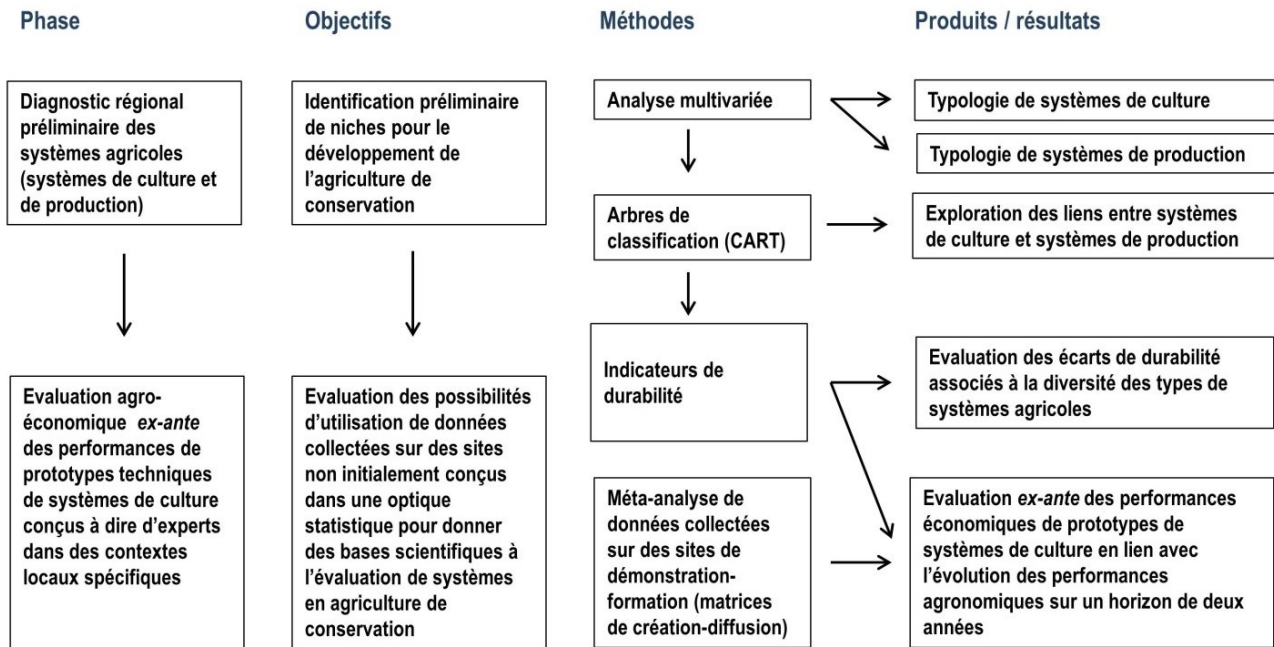 Phase
Objectifs
Méthodes
Produits / résultats
Diagnostic régional
préliminaire des
systèmes agricoles
(systèmes de culture et
de production)
Identification préliminaire
de niches pour le
développement de
l'agriculture de
conservation
Analyse multivariée
Typologie de systèmes de culture
Typologie de systèmes de production
Arbres de
classification (CART)
Exploration des liens entre systèmes
de culture et systèmes de production
Indicateurs de
durabilité
Evaluation des écarts de durabilité
associés à la diversité des types de
systèmes agricoles
Evaluation agro-
économique ex-ante
des performances de
prototypes techniques
de systèmes de culture
conçus à dire d'experts
dans des contextes
locaux spécifiques
Evaluation des possibilités
d'utilisation de données
collectées sur des sites
non initialement conçus
dans une optique
statistique pour donner
des bases scientifiques à
l'évaluation de systèmes
en agriculture de
conservation
Méta-analyse de
données collectées
sur des sites de
démonstration-
formation (matrices
de création-diffusion)
Evaluation ex-ante des performances
économiques de prototypes de
systèmes de culture en lien avec
l'évolution des performances
agronomiques sur un horizon de deux
années